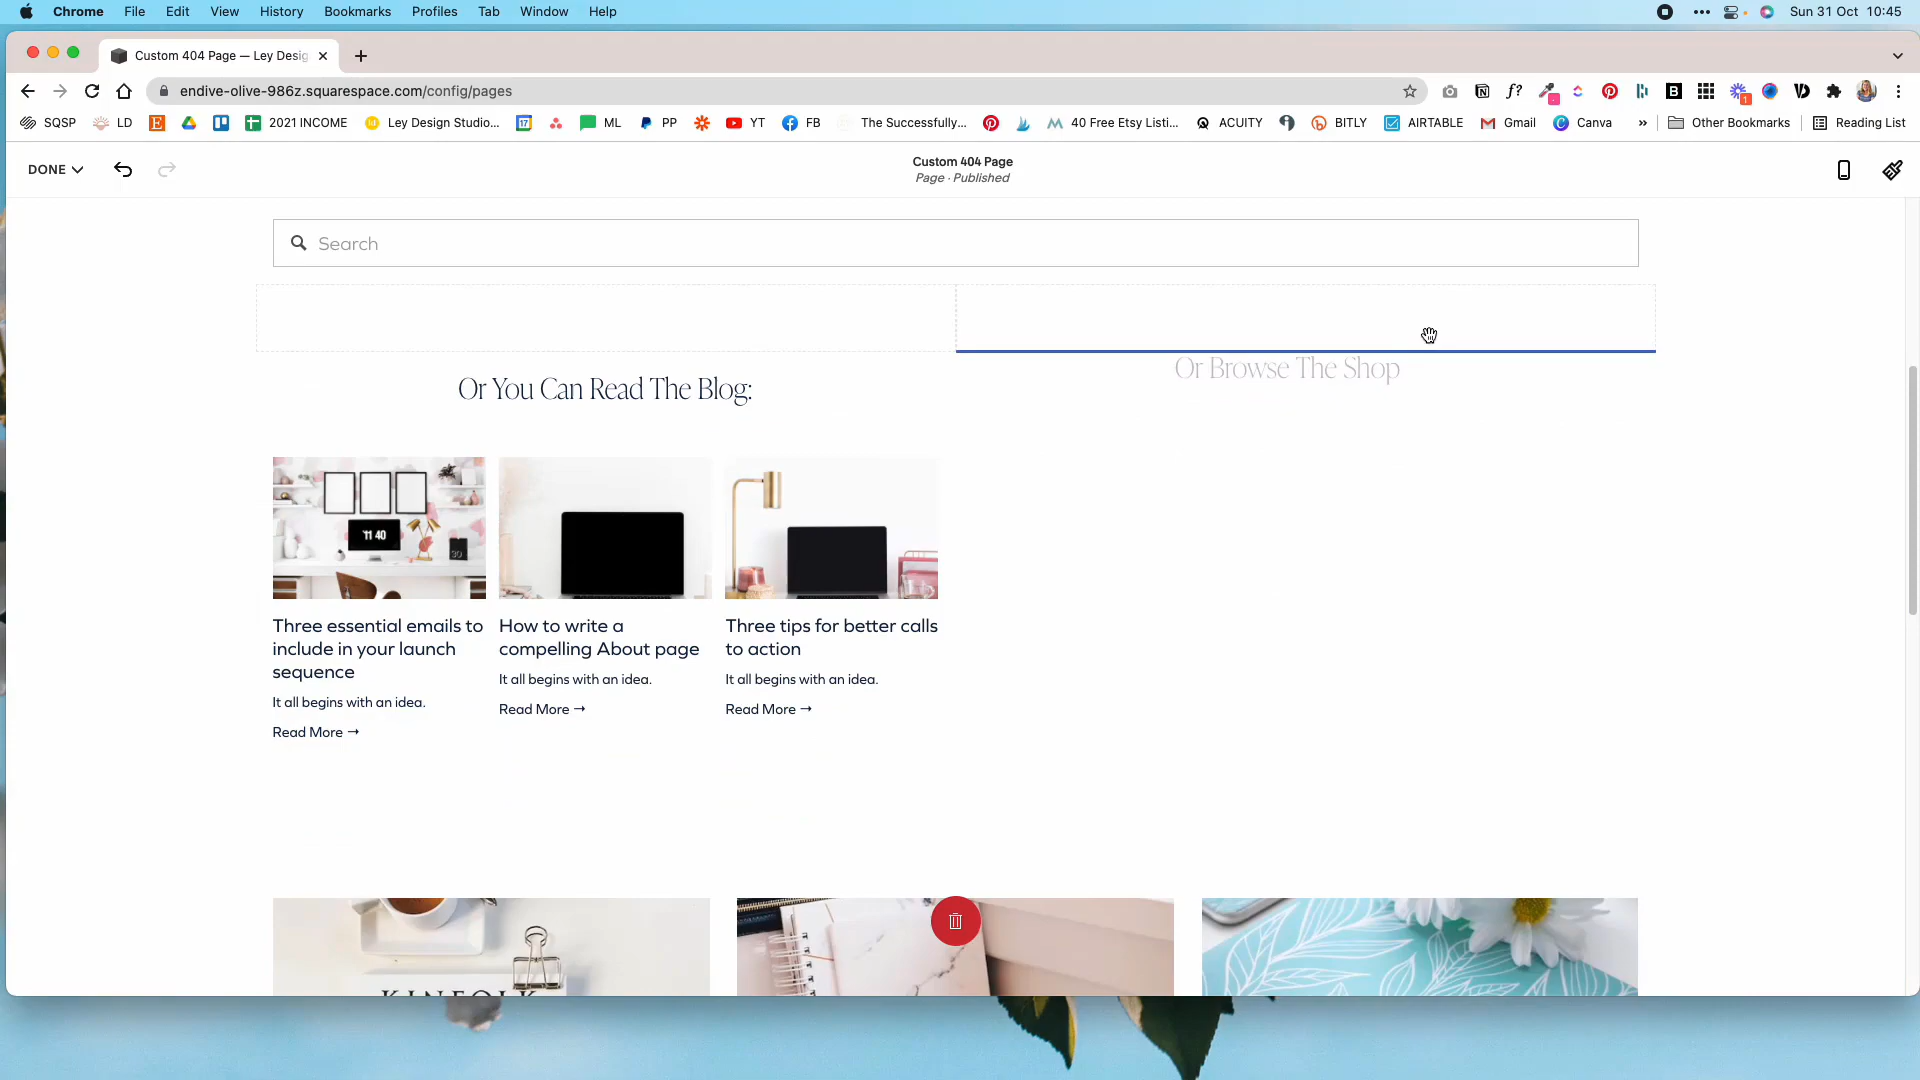 Chrome File Edit View History Bookmarks Profiles Tab Window Help Sun 31 Oct 10:45
Custom 404 Page — Ley Desig
endive-olive-986z.squarespace.com/config/pages
f?
B
1
SQSP LD 2021 INCOME Ley Design Studio... 17 ML PP YT FB The Successfully... 40 Free Etsy Listi... ACUITY BITLY AIRTABLE Gmail Canva » Other Bookmarks Reading List
DONE
Custom 404 Page
Page · Published
Search
Or Browse The Shop
Or You Can Read The Blog:
11 40
30
Three essential emails to include in your launch sequence
It all begins with an idea.
Read More →
How to write a compelling About page
It all begins with an idea.
Read More →
Three tips for better calls to action
It all begins with an idea.
Read More →
KINFOLK